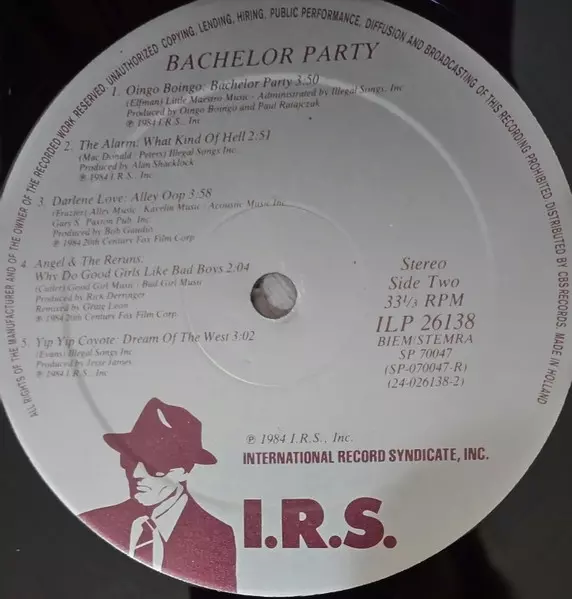 ALL RIGHTS OF THE MANUFACTURER AND OF THE OWNER OF THE RECORDED WORK RESERVED. UNAUTHORIZED COPYING, LENDING, HIRING, PUBLIC PERFORMANCE, DIFFUSION AND BROADCASTING OF THIS RECORDING PROHIBITED. DISTRIBUTED BY CBS RECORDS. MADE IN HOLLAND
BACHELOR PARTY
1. Oingo Boingo: Bachelor Party 3:50
(Elfman) Little Maestro Music - Administered by Illegal Songs, Inc
Produced by Oingo Boingo and Paul Ratajczak
℗ 1984 I.R.S., Inc
2. The Alarm: What Kind Of Hell 2:51
(Mac Donald - Peters) Illegal Songs Inc.
Produced by Alan Shacklock
℗ 1984 I.R.S., Inc
3. Darlene Love: Alley Oop 3:58
(Frazier) Alley Music - Kavelin Music - Acoustic Music Inc
Gary S. Paxton Pub. Inc.
Produced by Bob Gaudio
℗ 1984 20th Century Fox Film Corp.
4. Angel & The Reruns:
Why Do Good Girls Like Bad Boys 2:04
(Cutler) Good Girl Music - Bad Girl Music
Produced by Rick Derringer
Remixed by Craig Leon
℗ 1984 20th Century Fox Film Corp.
5. Yip Yip Coyote: Dream Of The West 3:02
(Evans) Illegal Songs Inc
Produced by Jesse James
℗ 1984 I.R.S., Inc
Stereo
Side Two
33 1/3 RPM
ILP 26138
BIEM/STEMRA
SP 70047
(SP-070047-R)
(24-026138-2)
℗ 1984 I.R.S., Inc.
INTERNATIONAL RECORD SYNDICATE, INC.
I.R.S.